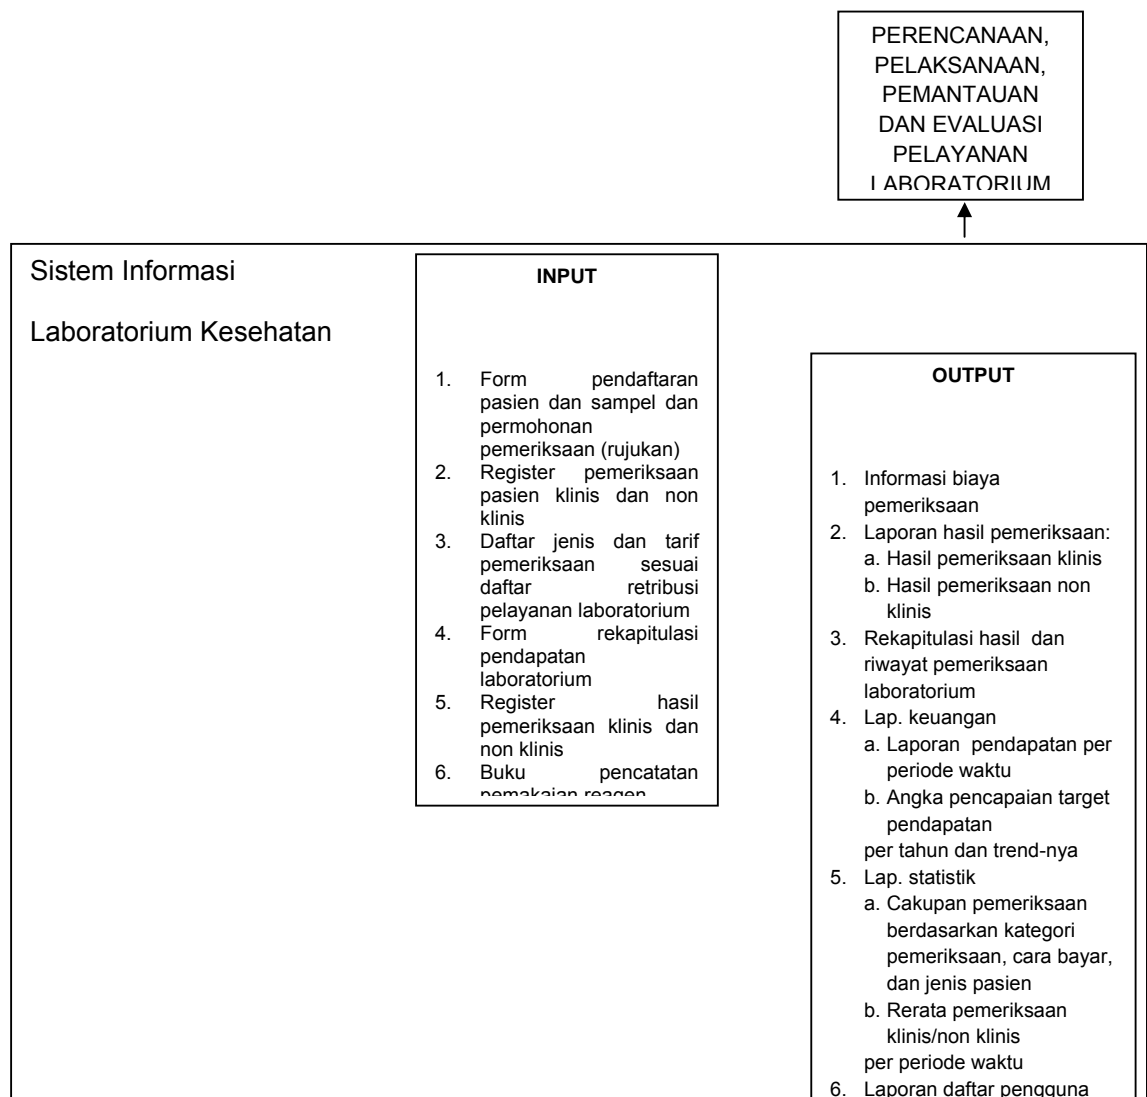 PERENCANAAN,
PELAKSANAAN,
PEMANTAUAN
DAN EVALUASI
PELAYANAN
LABORATORIUM
Sistem Informasi
Laboratorium Kesehatan
INPUT
1. Form pendaftaran
pasien dan sampel dan
permohonan
pemeriksaan (rujukan)
2. Register pemeriksaan
pasien klinis dan non
klinis
3. Daftar jenis dan tarif
pemeriksaan sesuai
daftar retribusi
pelayanan laboratorium
4. Form rekapitulasi
pendapatan
laboratorium
5. Register hasil
pemeriksaan klinis dan
non klinis
6. Buku pencatatan
pemakaian reagen
OUTPUT
1. Informasi biaya
pemeriksaan
2. Laporan hasil pemeriksaan:
a. Hasil pemeriksaan klinis
b. Hasil pemeriksaan non
klinis
3. Rekapitulasi hasil dan
riwayat pemeriksaan
laboratorium
4. Lap. keuangan
a. Laporan pendapatan per
periode waktu
b. Angka pencapaian target
pendapatan
per tahun dan trend-nya
5. Lap. statistik
a. Cakupan pemeriksaan
berdasarkan kategori
pemeriksaan, cara bayar,
dan jenis pasien
b. Rerata pemeriksaan
klinis/non klinis
per periode waktu
6. Laporan daftar pengguna